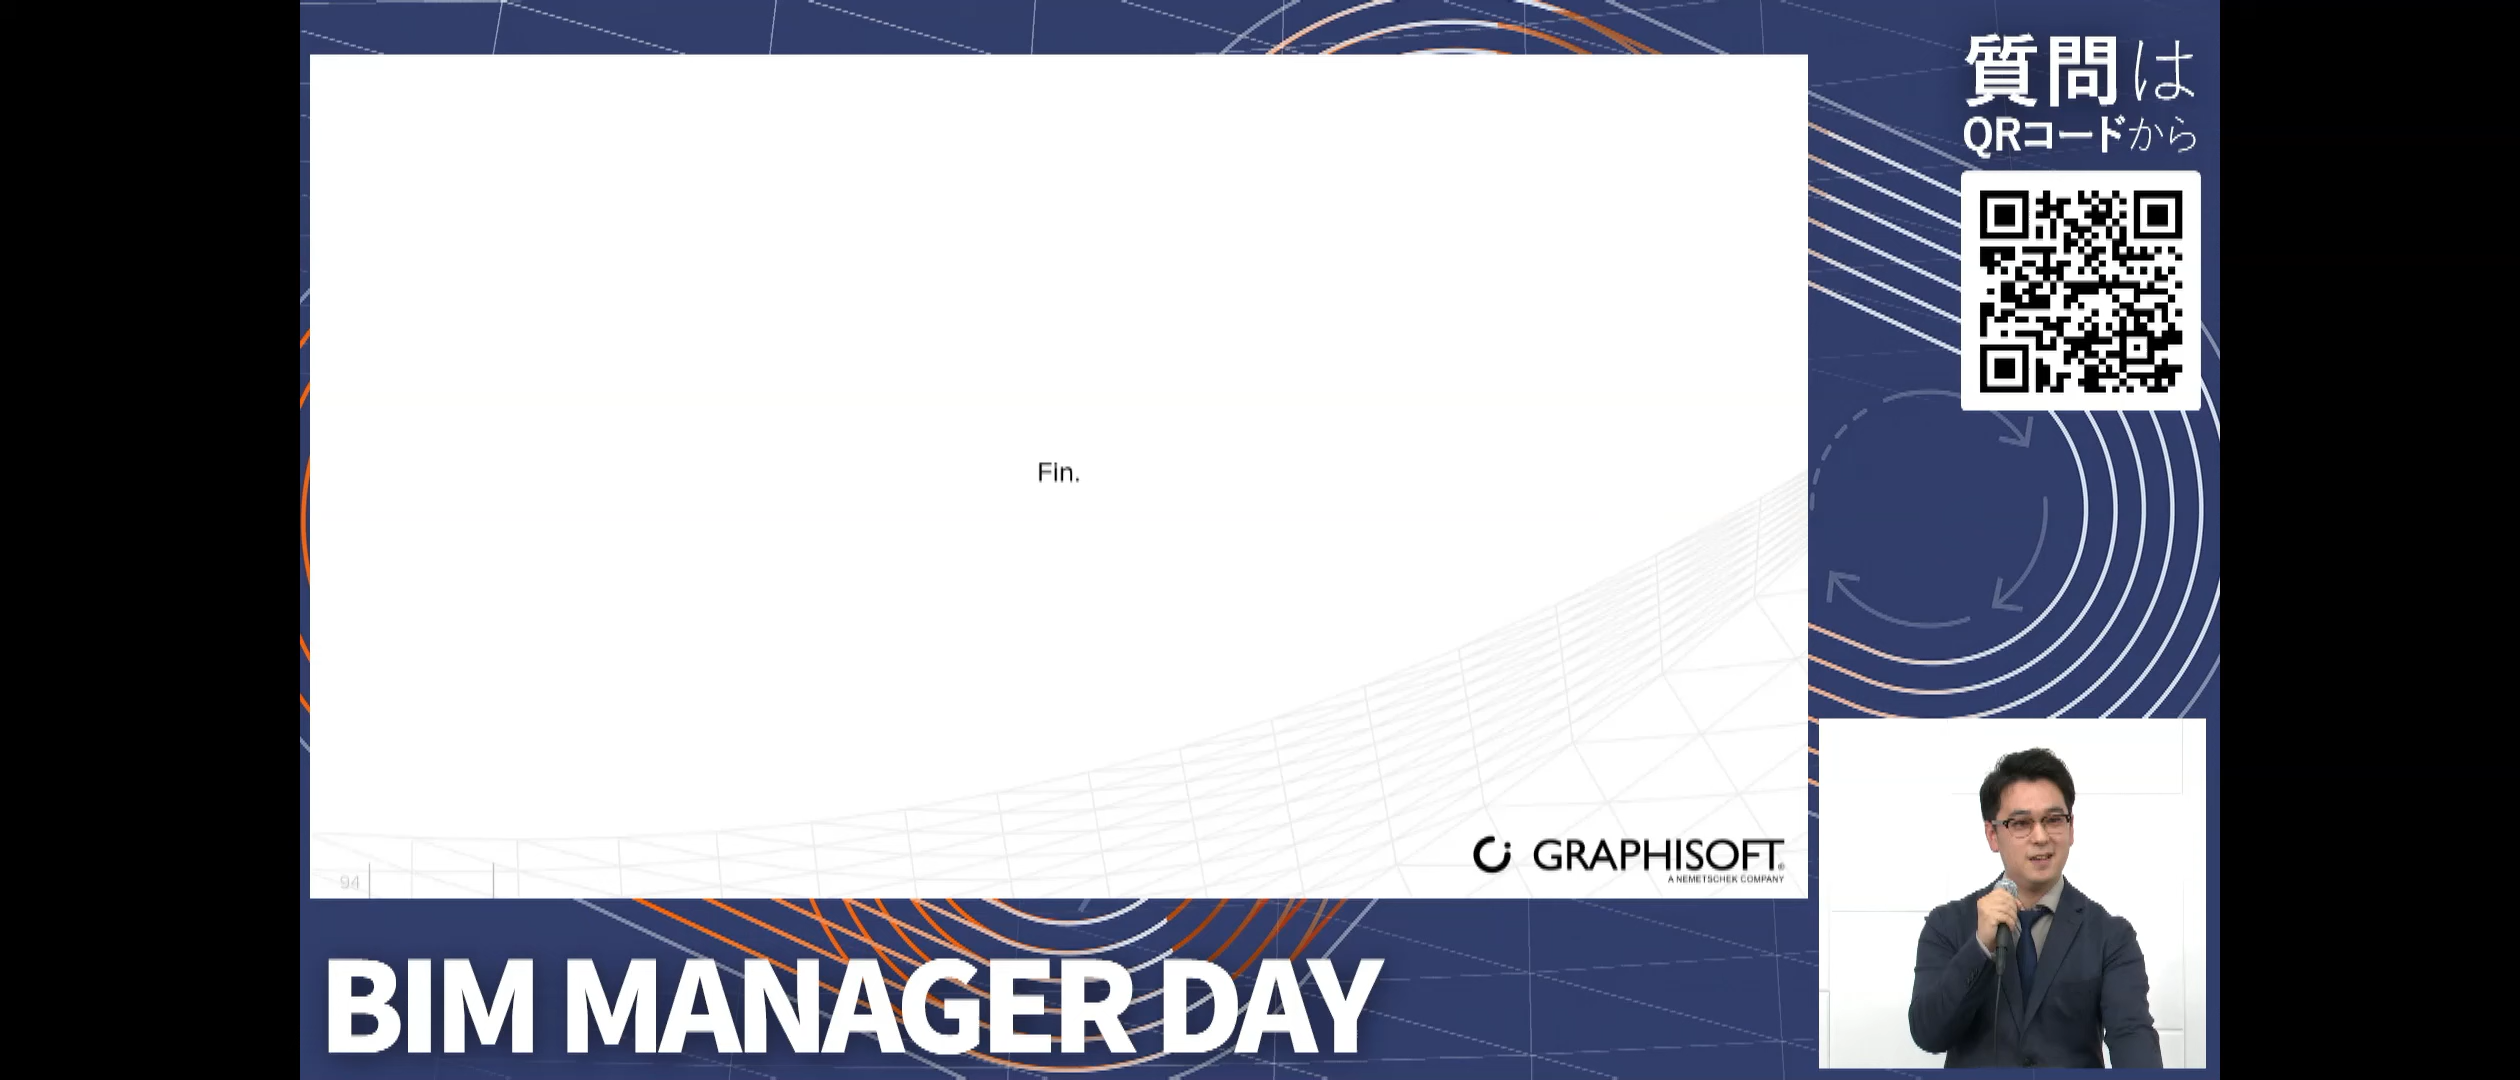 質問は
QRコードから
Fin.
94
GRAPHISOFT®
A NEMETSCHEK COMPANY
BIM MANAGER DAY